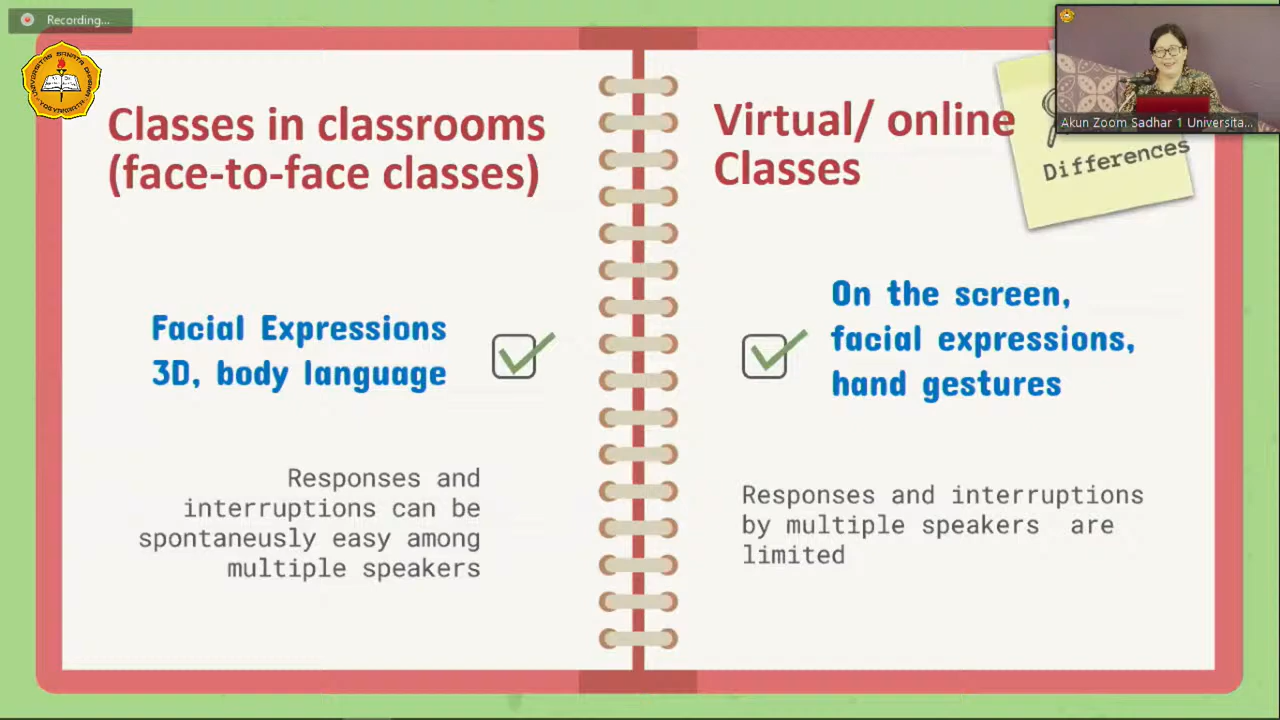 Recording...
Classes in classrooms
(face-to-face classes)
Facial Expressions
3D, body language
Responses and
interruptions can be
spontaneusly easy among
multiple speakers
Virtual/ online
Classes
Differences
On the screen,
facial expressions,
hand gestures
Responses and interruptions
by multiple speakers are
limited
Akun Zoom Sadhar 1 Universita...